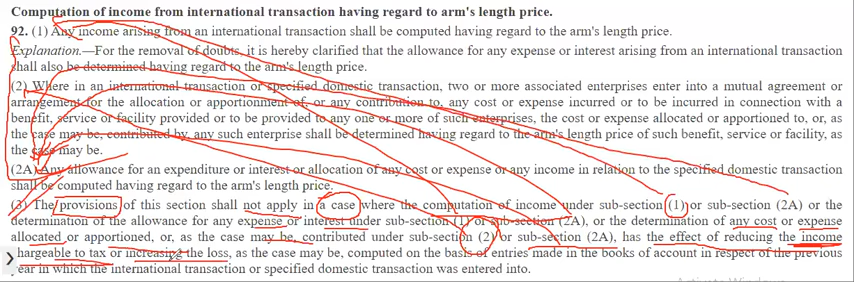 Computation of income from international transaction having regard to arm's length price.
92. (1) Any income arising from an international transaction shall be computed having regard to the arm's length price.
Explanation.—For the removal of doubts, it is hereby clarified that the allowance for any expense or interest arising from an international transaction
shall also be determined having regard to the arm's length price.
(2) Where in an international transaction or specified domestic transaction, two or more associated enterprises enter into a mutual agreement or
arrangement for the allocation or apportionment of, or any contribution to, any cost or expense incurred or to be incurred in connection with a
benefit, service or facility provided or to be provided to any one or more of such enterprises, the cost or expense allocated or apportioned to, or, as
the case may be, contributed by, any such enterprise shall be determined having regard to the arm's length price of such benefit, service or facility, as
the case may be.
(2A) Any allowance for an expenditure or interest or allocation of any cost or expense or any income in relation to the specified domestic transaction
shall be computed having regard to the arm's length price.
(3) The provisions of this section shall not apply in a case where the computation of income under sub-section (1) or sub-section (2A) or the
determination of the allowance for any expense or interest under sub-section (1) or sub-section (2A), or the determination of any cost or expense
allocated or apportioned, or, as the case may be, contributed under sub-section (2) or sub-section (2A), has the effect of reducing the income
chargeable to tax or increasing the loss, as the case may be, computed on the basis of entries made in the books of account in respect of the previous
year in which the international transaction or specified domestic transaction was entered into.